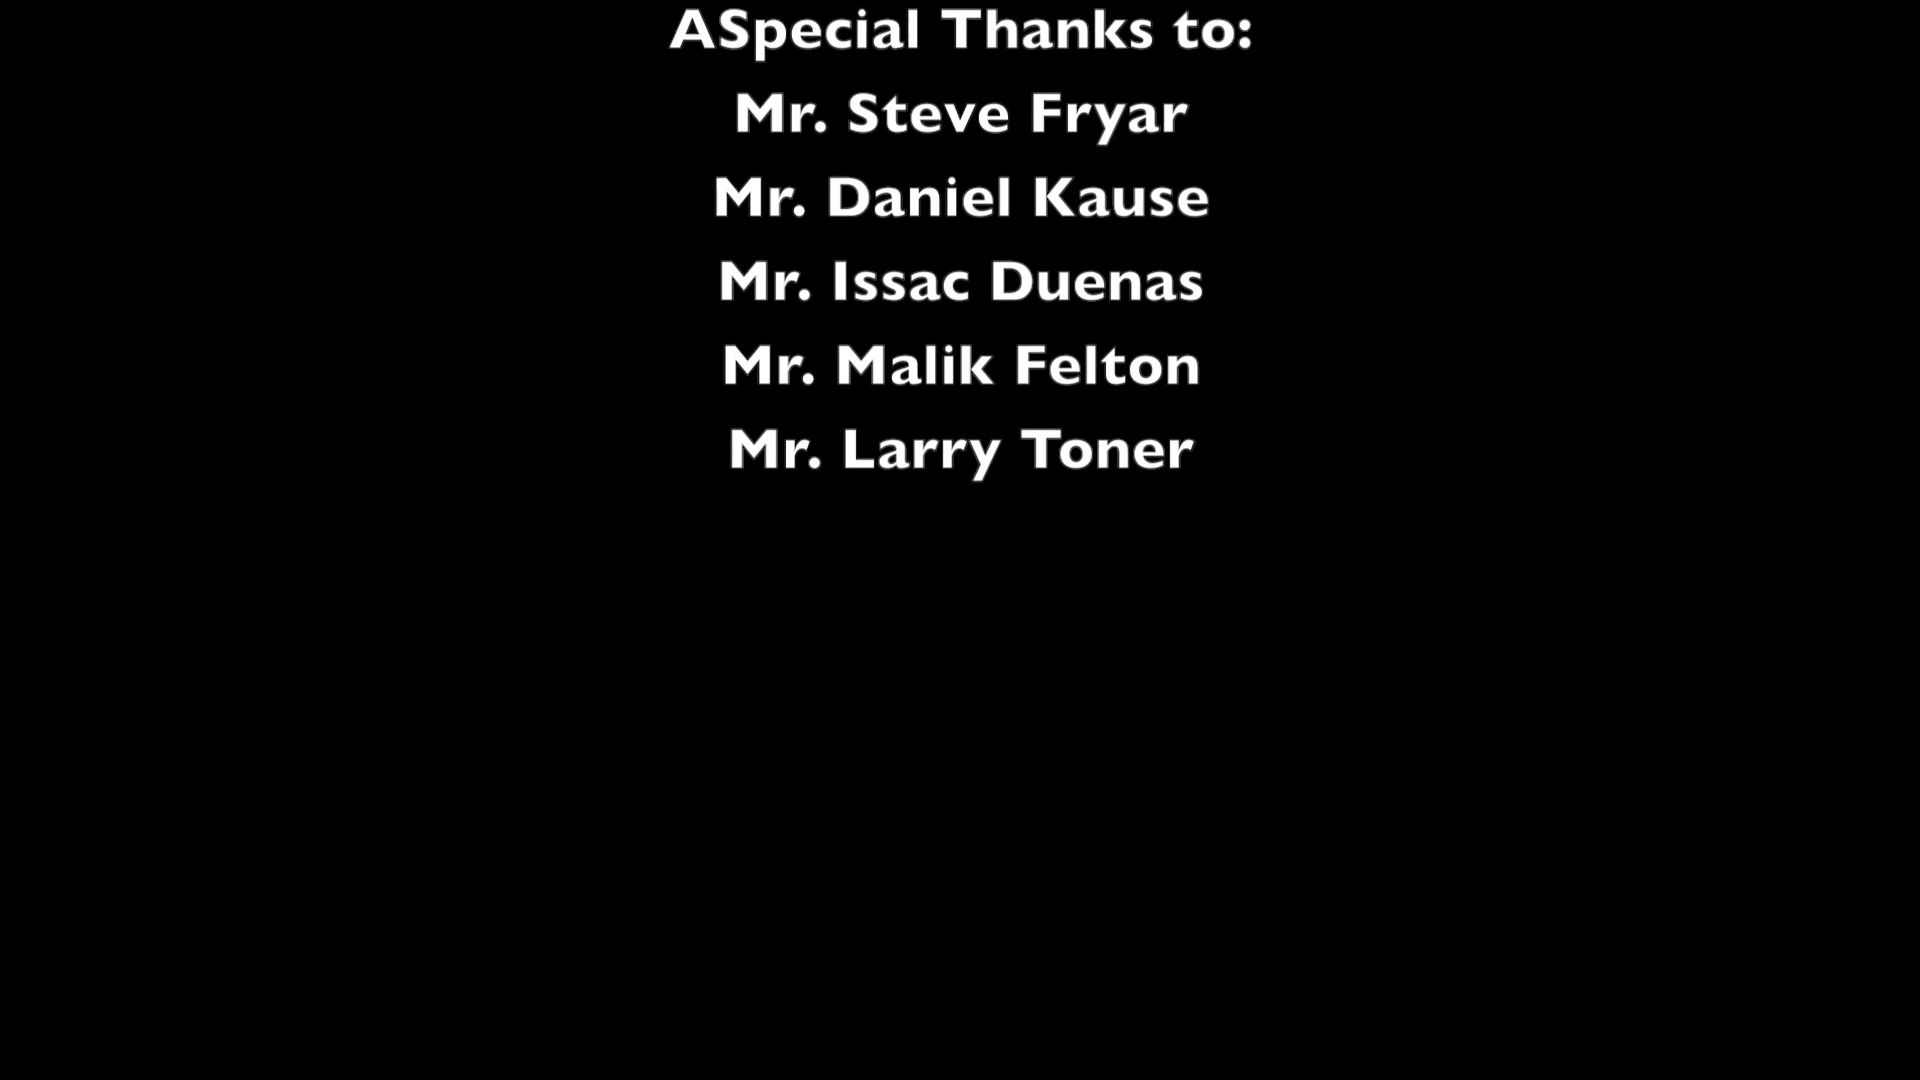 ASpecial Thanks to:
Mr. Steve Fryar
Mr. Daniel Kause
Mr. Issac Duenas
Mr. Malik Felton
Mr. Larry Toner